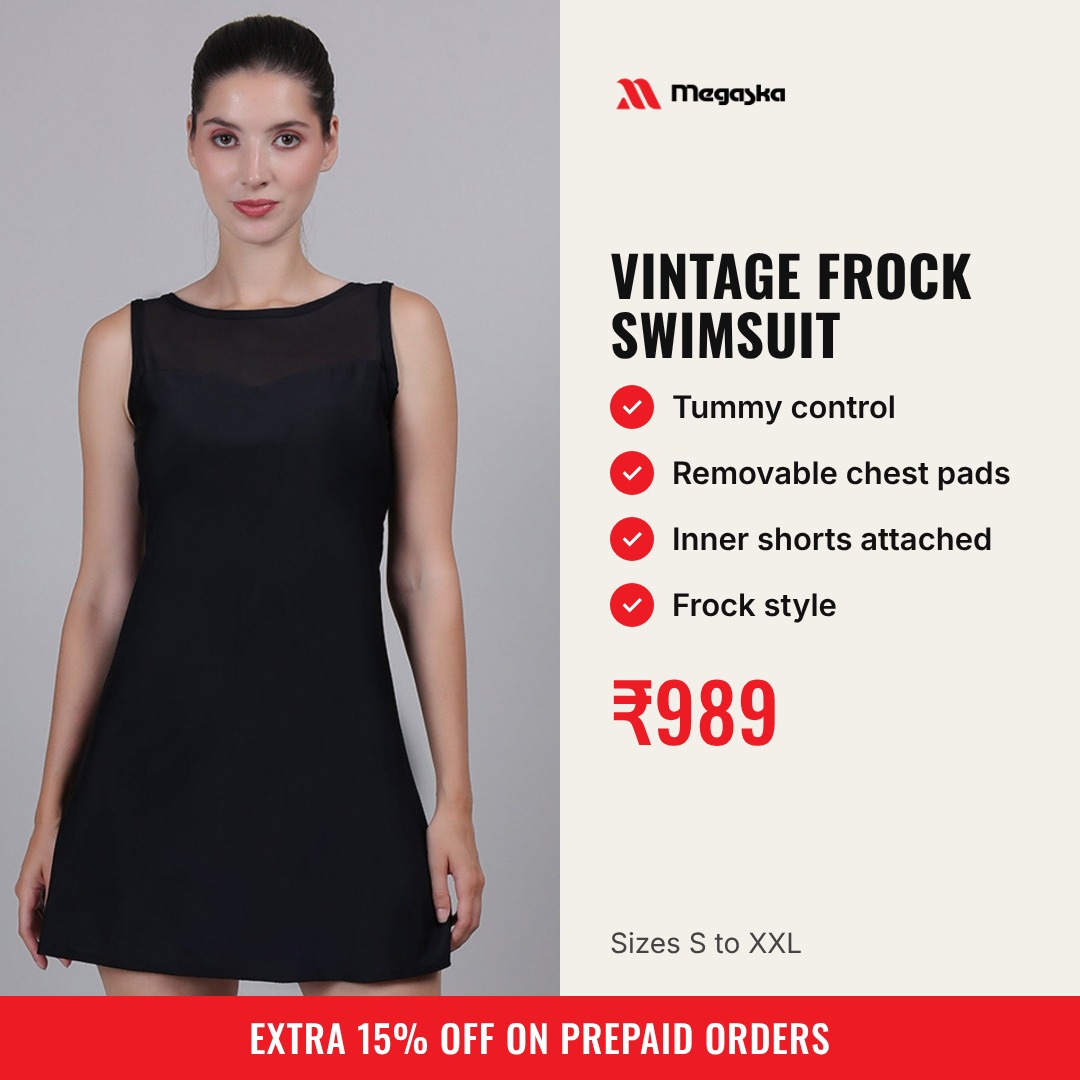 Megaska
VINTAGE FROCK
SWIMSUIT
Tummy control
Removable chest pads
Inner shorts attached
Frock style
₹989
Sizes S to XXL
EXTRA 15% OFF ON PREPAID ORDERS